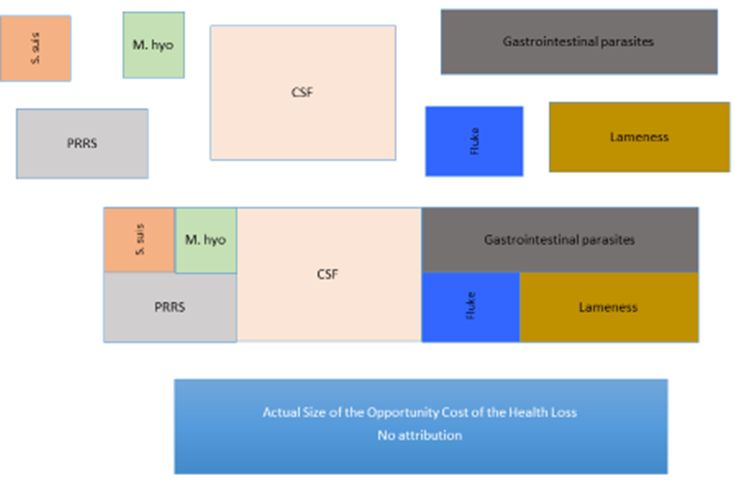 S. suis
M. hyo
CSF
Gastrointestinal parasites
PRRS
Fluke
Lameness
S. suis
M. hyo
CSF
Gastrointestinal parasites
PRRS
Fluke
Lameness
Actual Size of the Opportunity Cost of the Health Loss
No attribution